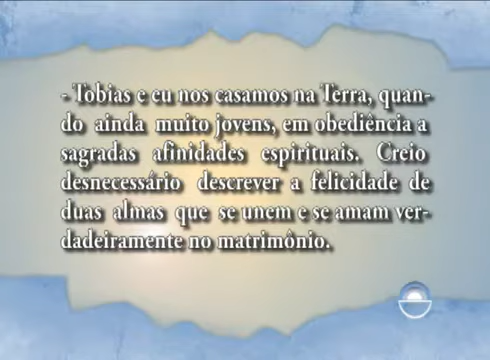 - Tobias e eu nos casamos na Terra, quan-
do ainda muito jovens, em obediência a
sagradas afinidades espirituais. Creio
desnecessário descrever a felicidade de
duas almas que se unem e se amam ver-
dadeiramente no matrimônio.